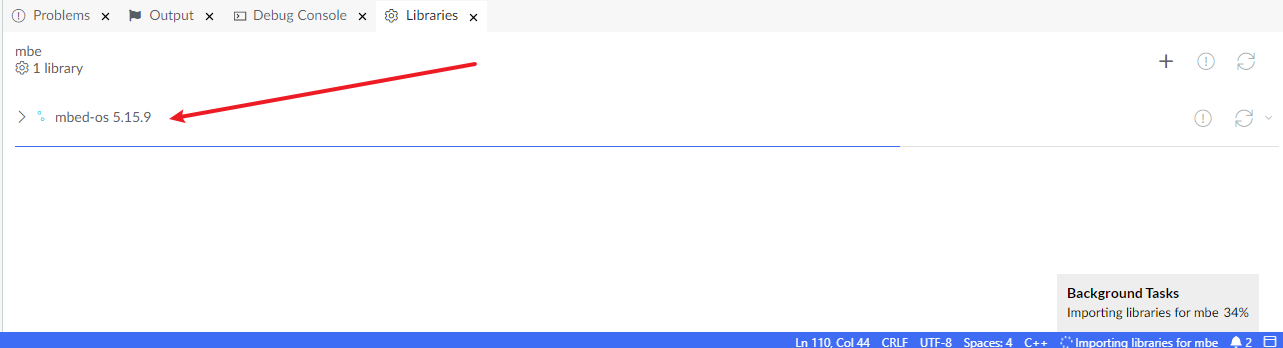 Problems × Output × Debug Console × Libraries ×
mbe
1 library
mbed-os 5.15.9
Background Tasks
Importing libraries for mbe 34%
Ln 110, Col 44 CRLF UTF-8 Spaces: 4 C++ Importing libraries for mbe 2